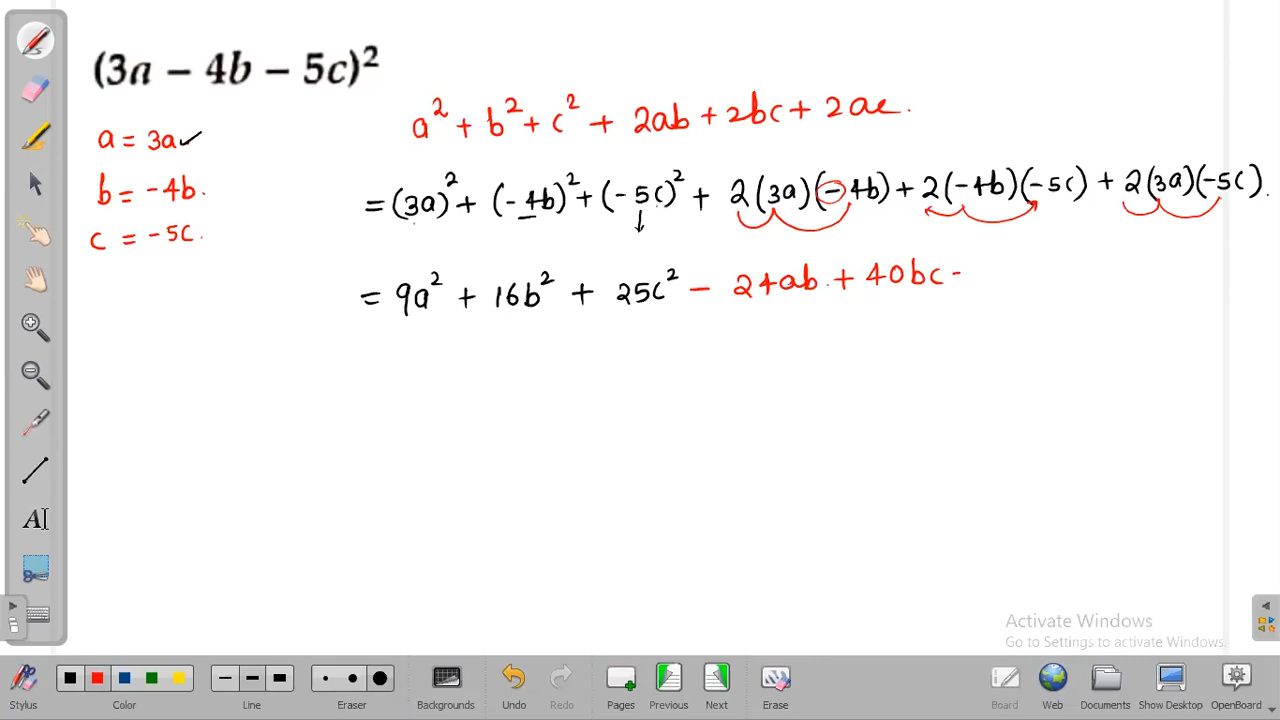 (3a − 4b − 5c)²
a² + b² + c² + 2ab + 2bc + 2ac.
a = 3a✓
b = -4b.
c = -5c.
= (3a)² + (-4b)² + (-5c)² + 2(3a)(-4b) + 2(-4b)(-5c) + 2(3a)(-5c).
= 9a² + 16b² + 25c² - 24ab + 40bc -
Activate Windows
Go to Settings to activate Windows.
Stylus Color Line Eraser Backgrounds Undo Redo Pages Previous Next Erase Board Web Documents Show Desktop OpenBoard